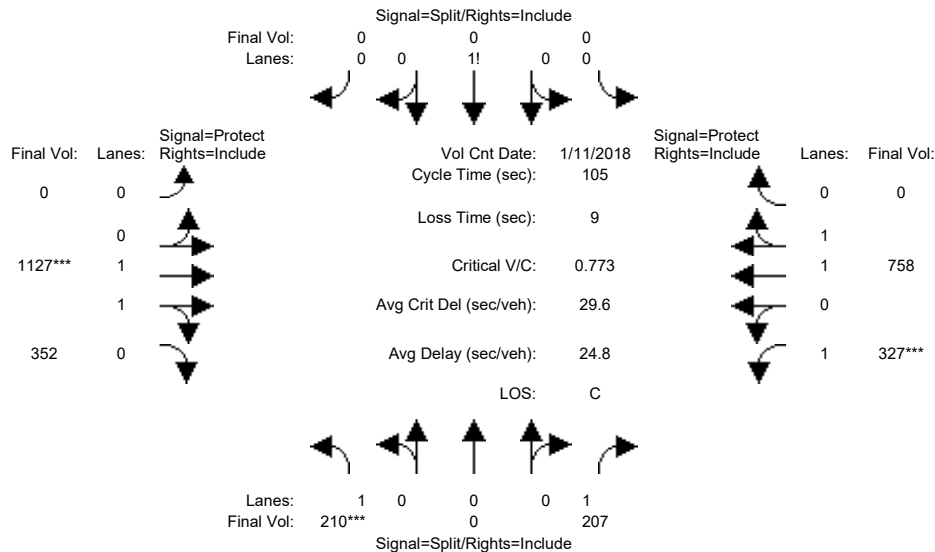 Signal=Split/Rights=Include
Final Vol: 0 0 0
Lanes: 0 0 1! 0 0
Signal=Protect Signal=Protect
Final Vol: Lanes: Rights=Include Vol Cnt Date: 1/11/2018 Rights=Include Lanes: Final Vol:
Cycle Time (sec): 105
0 0 0 0
Loss Time (sec): 9
0 1
1127*** 1 Critical V/C: 0.773 1 758
1 Avg Crit Del (sec/veh): 29.6 0
352 0 Avg Delay (sec/veh): 24.8 1 327***
LOS: C
Lanes: 1 0 0 0 1
Final Vol: 210*** 0 207
Signal=Split/Rights=Include